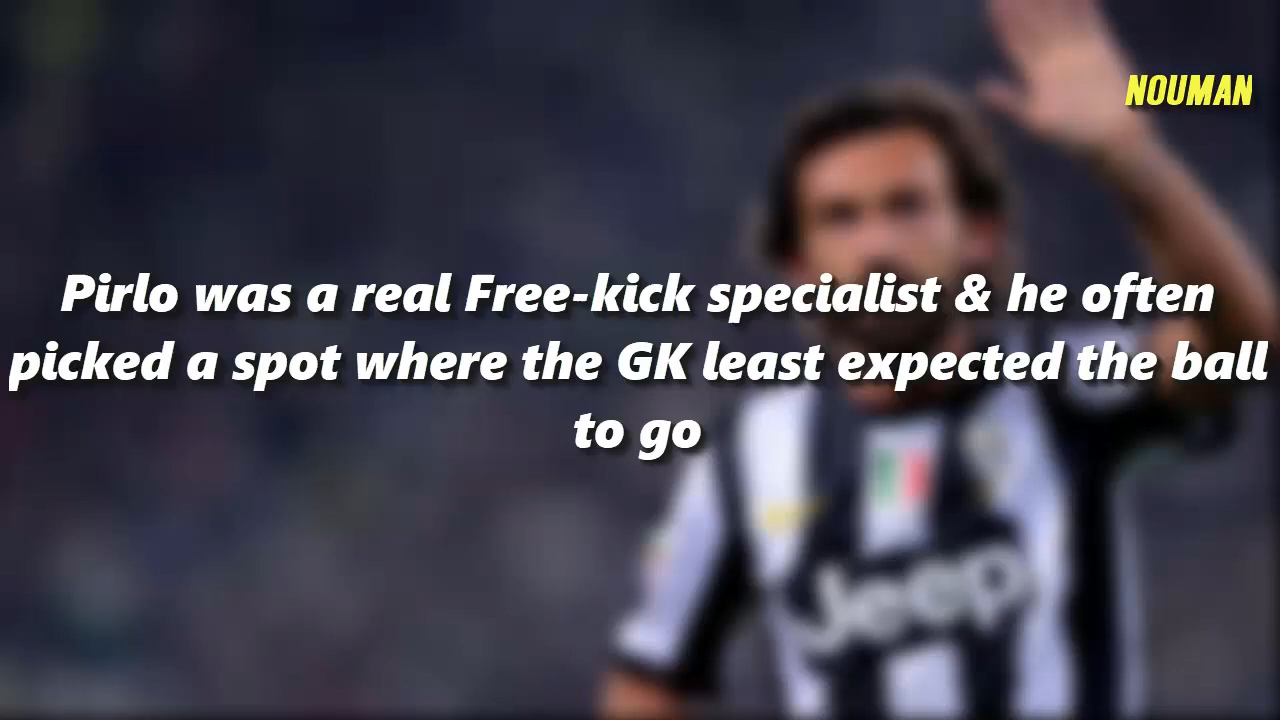 NOUMAN
Pirlo was a real Free-kick specialist & he often
picked a spot where the GK least expected the ball
to go
Jeep